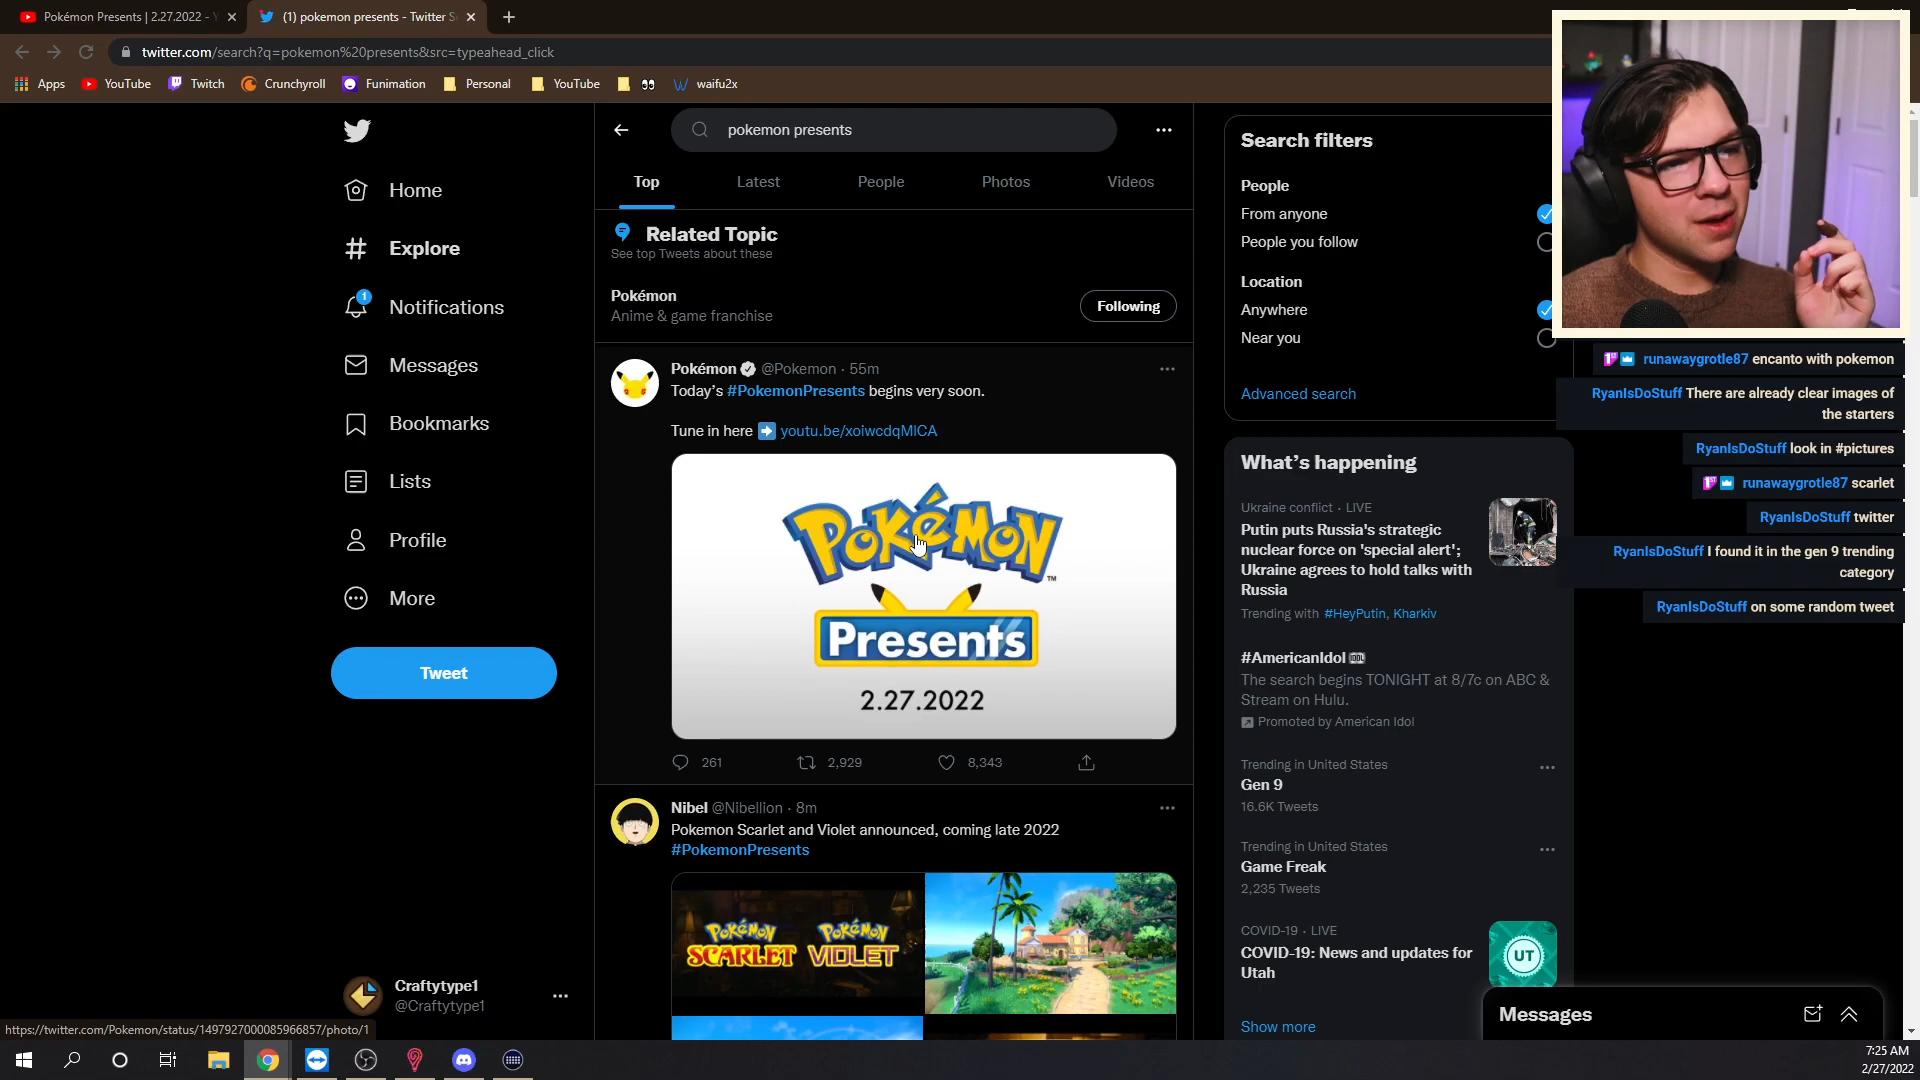 Pokémon Presents | 2.27.2022 - Y
(1) pokemon presents - Twitter S
twitter.com/search?q=pokemon%20presents&src=typeahead_click
Apps
YouTube
Twitch
Crunchyroll
Funimation
Personal
YouTube
waifu2x
Home
Explore
1
Notifications
Messages
Bookmarks
Lists
Profile
More
Tweet
Craftytype1
@Craftytype1
https://twitter.com/Pokemon/status/1497927000085966857/photo/1
pokemon presents
Top
Latest
People
Photos
Videos
Related Topic
See top Tweets about these
Pokémon
Anime & game franchise
Following
Pokémon @Pokemon · 55m
Today's #PokemonPresents begins very soon.
Tune in here youtu.be/xoiwcdqMlCA
POKéMON
TM
Presents
2.27.2022
261
2,929
8,343
Nibel @Nibellion · 8m
Pokemon Scarlet and Violet announced, coming late 2022
#PokemonPresents
POKéMON POKéMON
SCARLET VIOLET
Search filters
People
From anyone
People you follow
Location
Anywhere
Near you
Advanced search
What's happening
Ukraine conflict · LIVE
Putin puts Russia's strategic
nuclear force on 'special alert';
Ukraine agrees to hold talks with
Russia
Trending with #HeyPutin, Kharkiv
#AmericanIdol
The search begins TONIGHT at 8/7c on ABC &
Stream on Hulu.
Promoted by American Idol
Trending in United States
Gen 9
16.6K Tweets
Trending in United States
Game Freak
2,235 Tweets
COVID-19 · LIVE
COVID-19: News and updates for
Utah
UT
Show more
Messages
runawaygrotle87 encanto with pokemon
RyanIsDoStuff There are already clear images of
the starters
RyanIsDoStuff look in #pictures
runawaygrotle87 scarlet
RyanIsDoStuff twitter
RyanIsDoStuff I found it in the gen 9 trending
category
RyanIsDoStuff on some random tweet
7:25 AM
2/27/2022